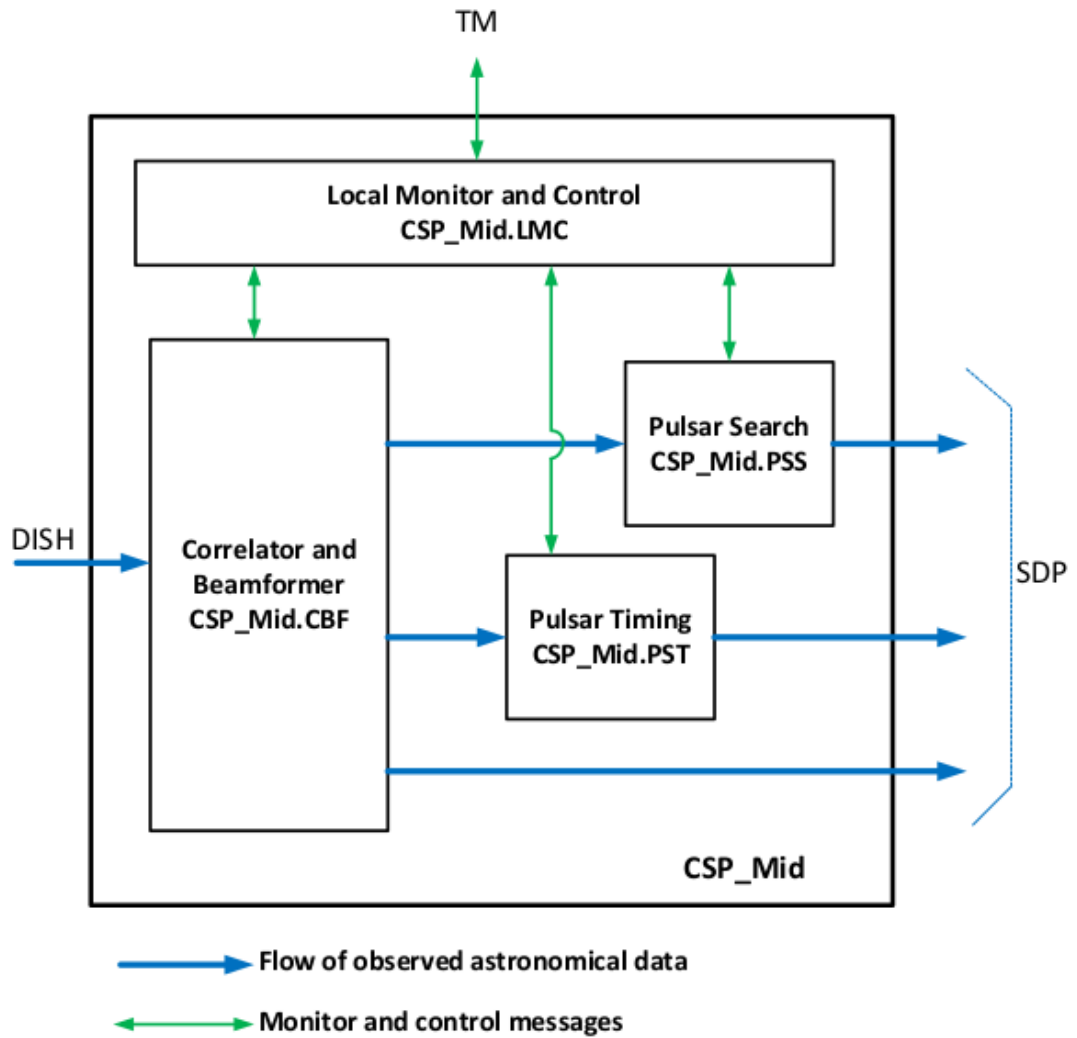 TM
Local Monitor and Control
CSP_Mid.LMC
Pulsar Search
CSP_Mid.PSS
DISH
Correlator and
Beamformer
CSP_Mid.CBF
Pulsar Timing
CSP_Mid.PST
SDP
CSP_Mid
Flow of observed astronomical data
Monitor and control messages